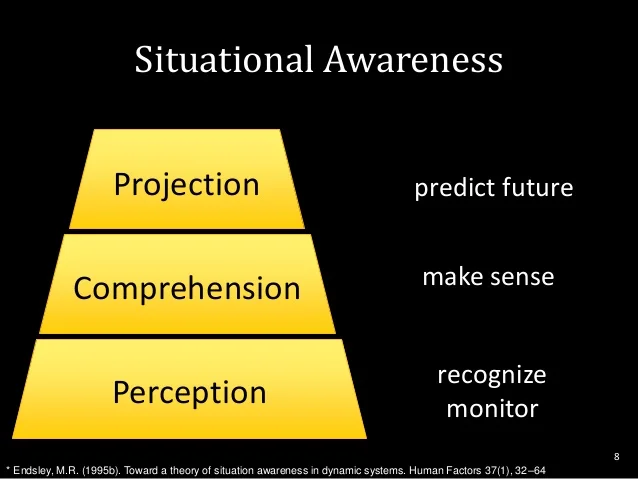 Situational Awareness
Projection
predict future
Comprehension
make sense
Perception
recognize
monitor
8
* Endsley, M.R. (1995b). Toward a theory of situation awareness in dynamic systems. Human Factors 37(1), 32–64